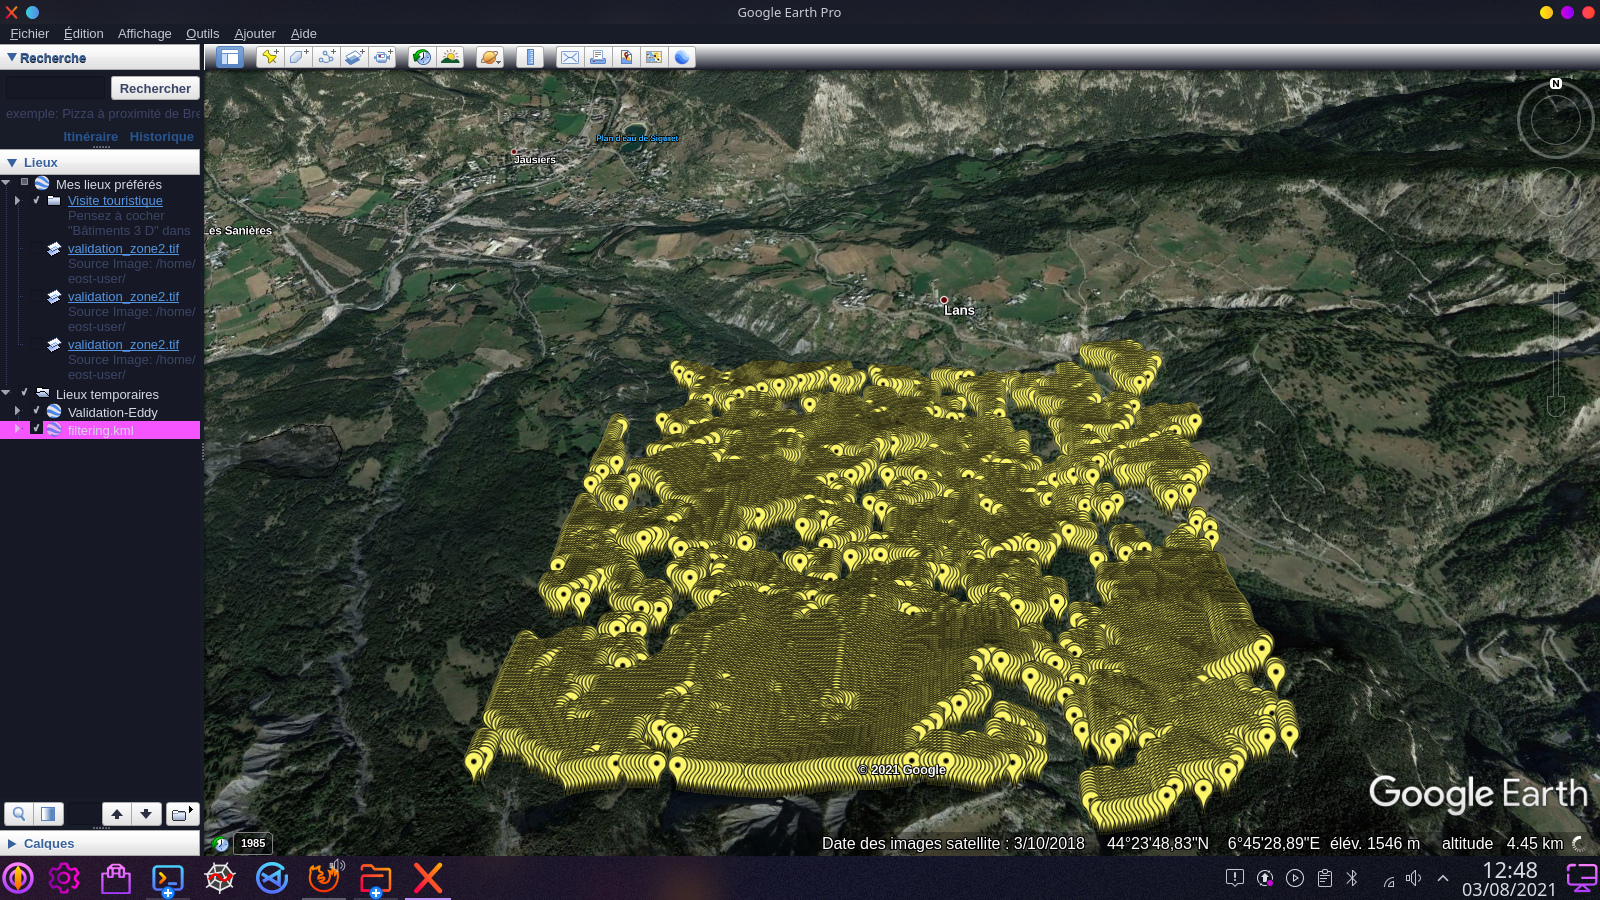 Google Earth Pro
Fichier Édition Affichage Outils Ajouter Aide
Recherche
Rechercher
exemple: Pizza à proximité de Bre
Itinéraire Historique
Lieux
Mes lieux préférés
Visite touristique
Pensez à cocher
"Bâtiments 3 D" dans
validation_zone2.tif
Source Image: /home/
eost-user/
validation_zone2.tif
Source Image: /home/
eost-user/
validation_zone2.tif
Source Image: /home/
eost-user/
Lieux temporaires
Validation-Eddy
filtering.kml
Calques
N
Plan d'eau de Siguret
Jausiers
Les Sanières
Lans
© 2021 Google
Google Earth
1985
Date des images satellite : 3/10/2018 44°23'48,83"N 6°45'28,89"E élév. 1546 m altitude 4.45 km
12:48
03/08/2021